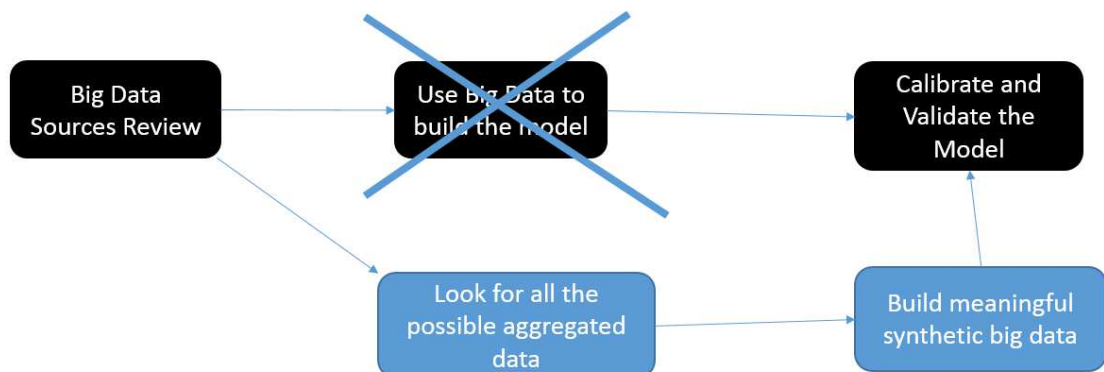 Big Data
Sources Review
Use Big Data to
build the model
Calibrate and
Validate the
Model
Look for all the
possible aggregated
data
Build meaningful
synthetic big data